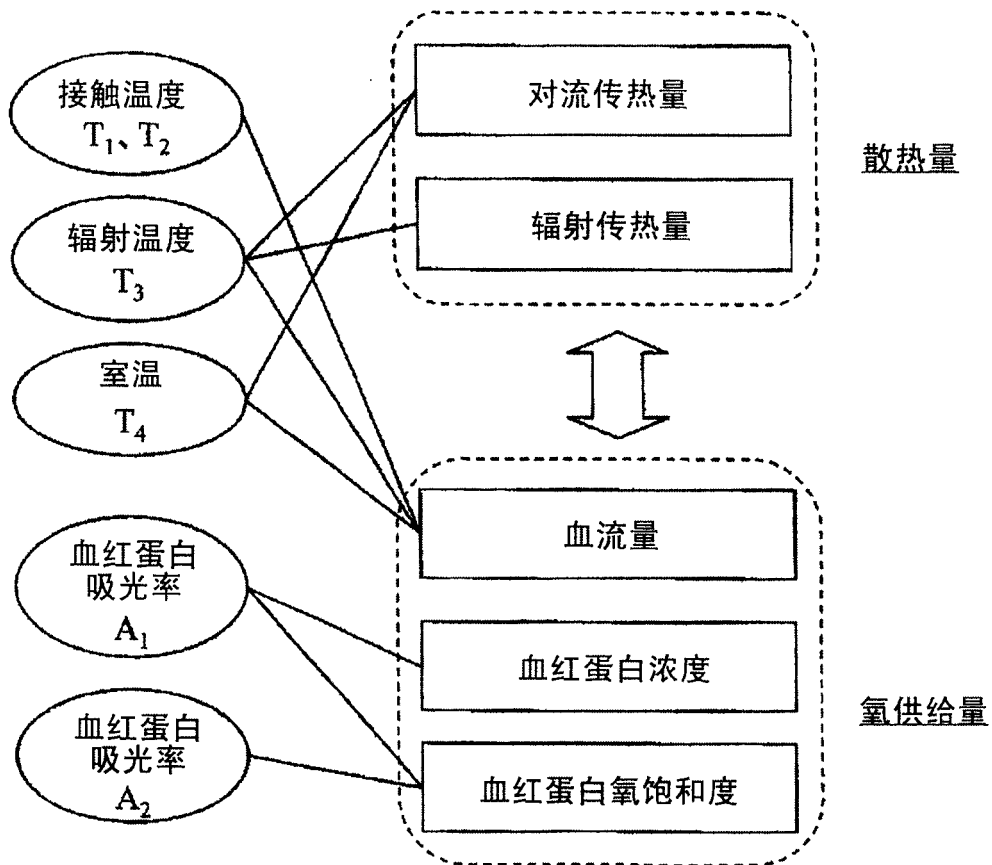 接触温度
T₁、T₂
辐射温度
T₃
室温
T₄
血红蛋白
吸光率
A₁
血红蛋白
吸光率
A₂
对流传热量
辐射传热量
散热量
血流量
血红蛋白浓度
血红蛋白氧饱和度
氧供给量